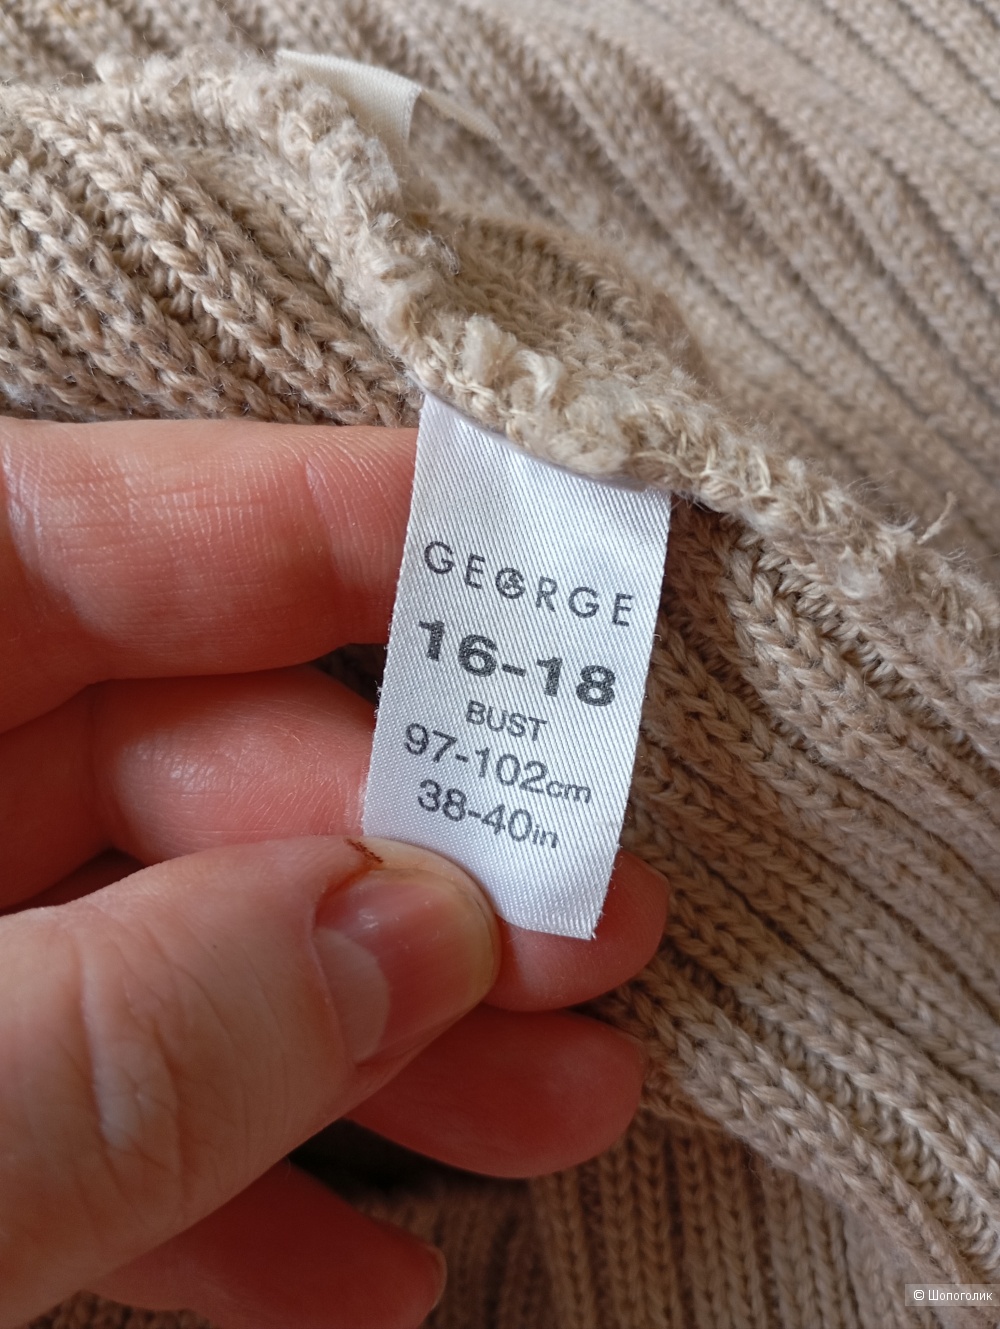 GEORGE
16-18
BUST
97-102cm
38-40in
© Шопоголик